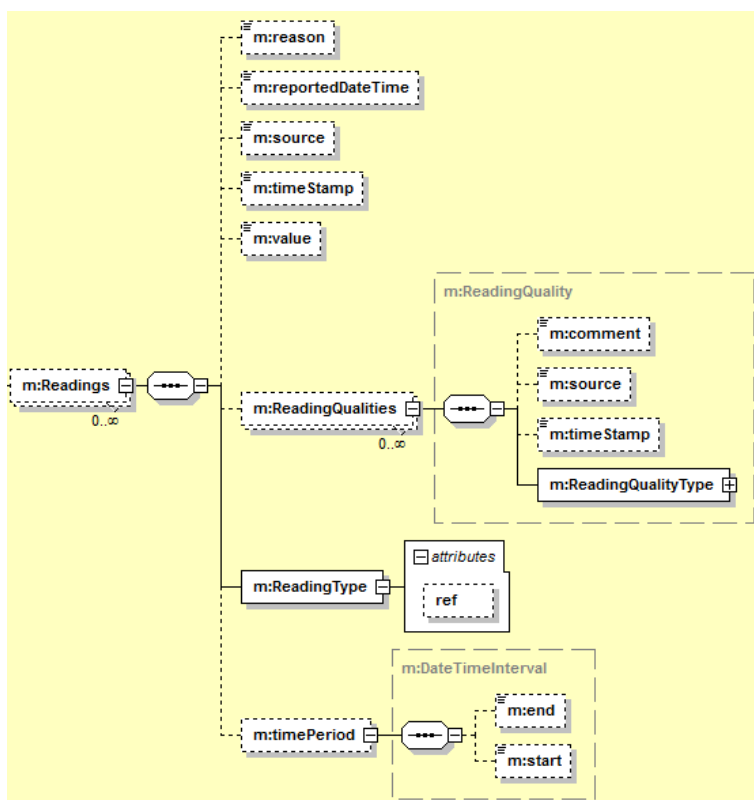 m:reason
m:reportedDateTime
m:source
m:timeStamp
m:value
m:ReadingQuality
m:comment
m:source
m:timeStamp
m:ReadingQualityType
m:Readings
0..∞
m:ReadingQualities
0..∞
m:ReadingType
attributes
ref
m:DateTimeInterval
m:end
m:timePeriod
m:start